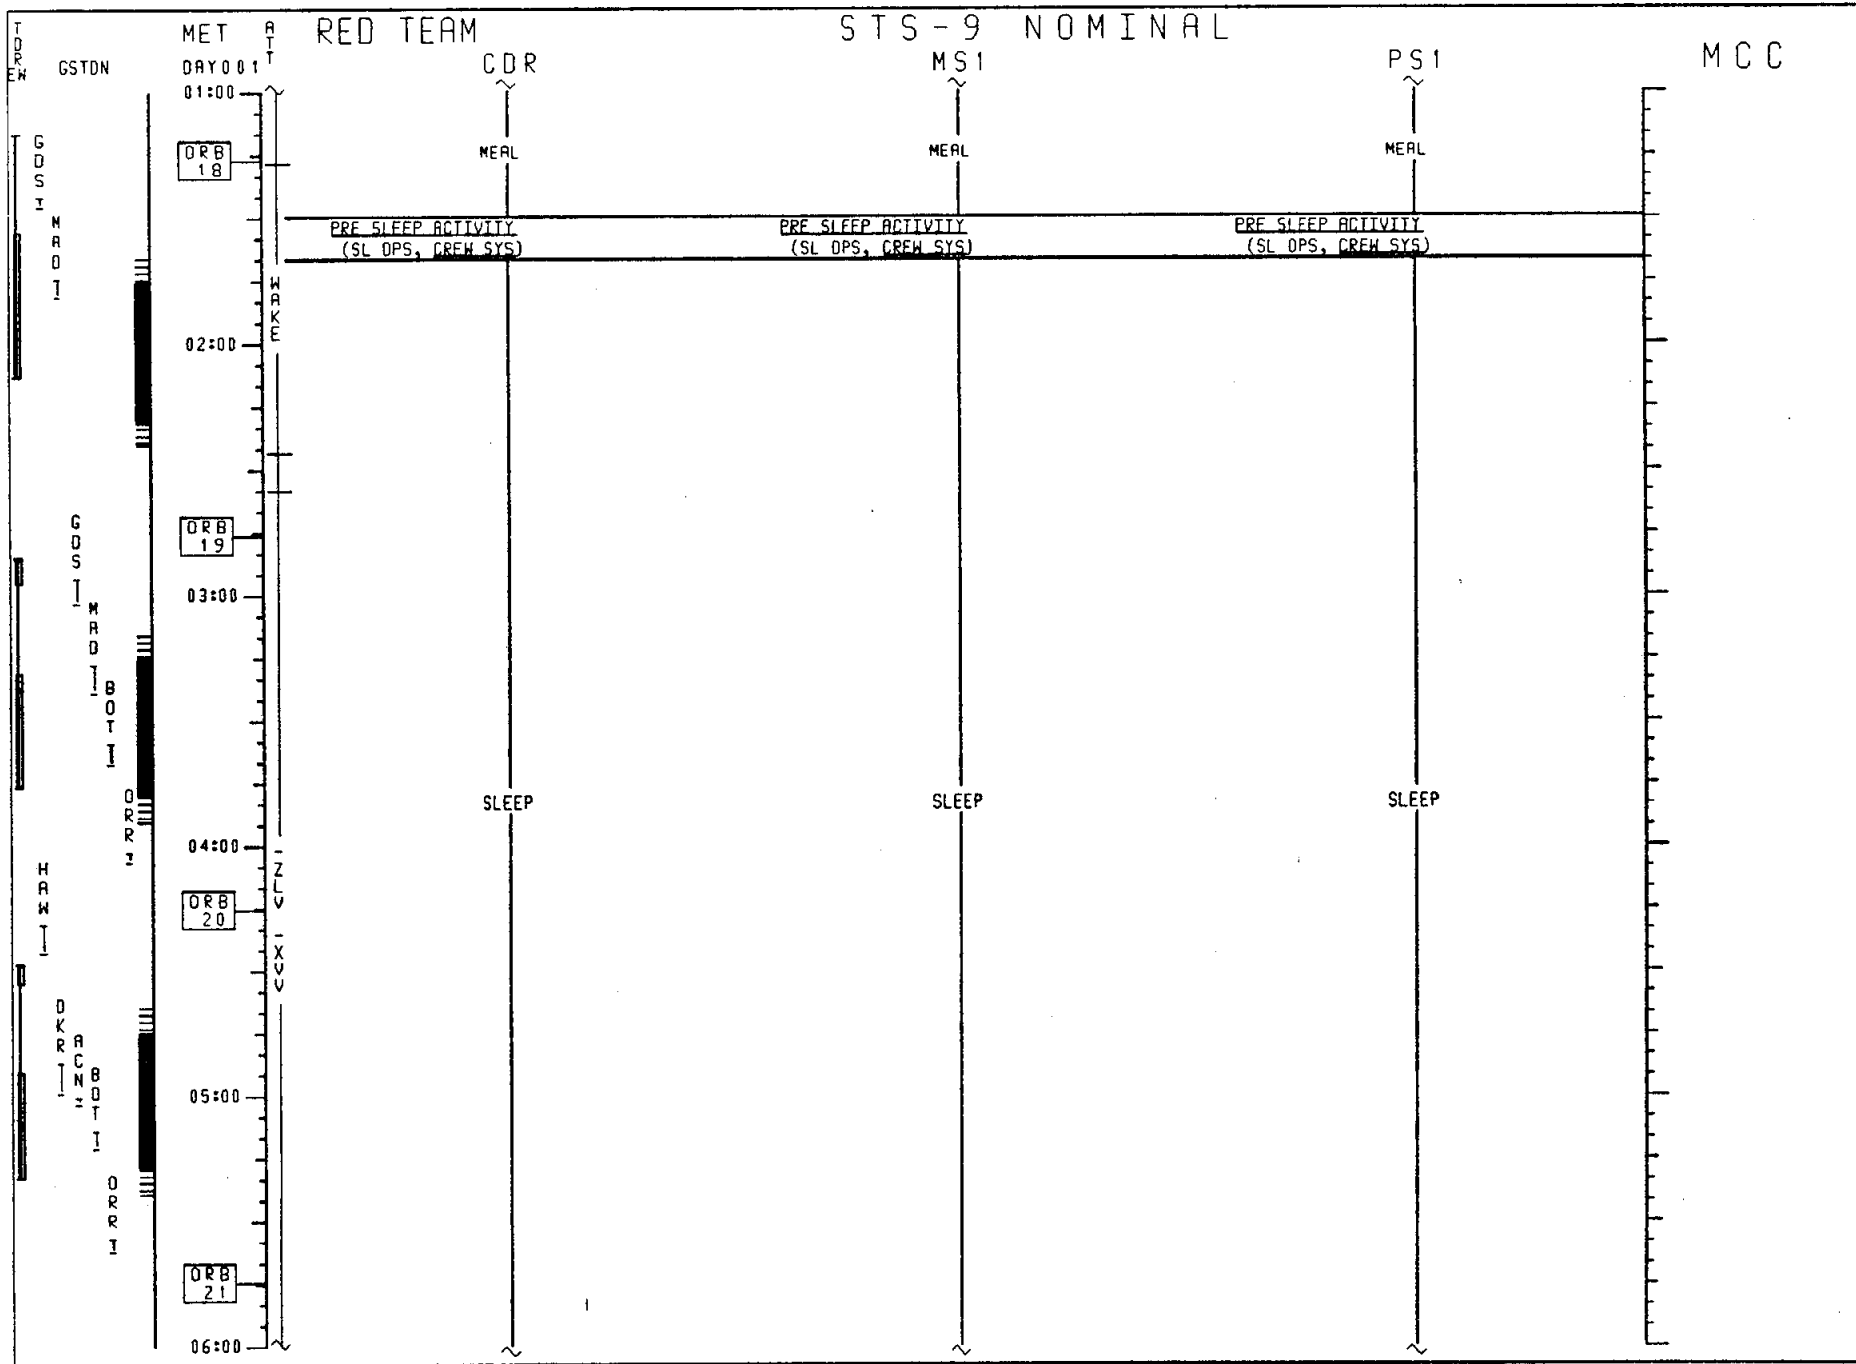 STS-9 NOMINAL
TDRW
E
GSTDN
MET
ATT
RED TEAM
DAY001
CDR
MS1
PS1
MCC
01:00
GDS
ORB
18
MEAL
MEAL
MEAL
MAD
PRE SLEEP ACTIVITY
(SL OPS, CREW SYS)
PRE SLEEP ACTIVITY
(SL OPS, CREW SYS)
PRE SLEEP ACTIVITY
(SL OPS, CREW SYS)
WAKE
02:00
GDS
ORB
19
03:00
MAD
BOT
ORR
SLEEP
SLEEP
SLEEP
04:00
HAW
-ZLV
ORB
20
-XVV
DKR
ACN
BOT
05:00
ORR
ORB
21
06:00